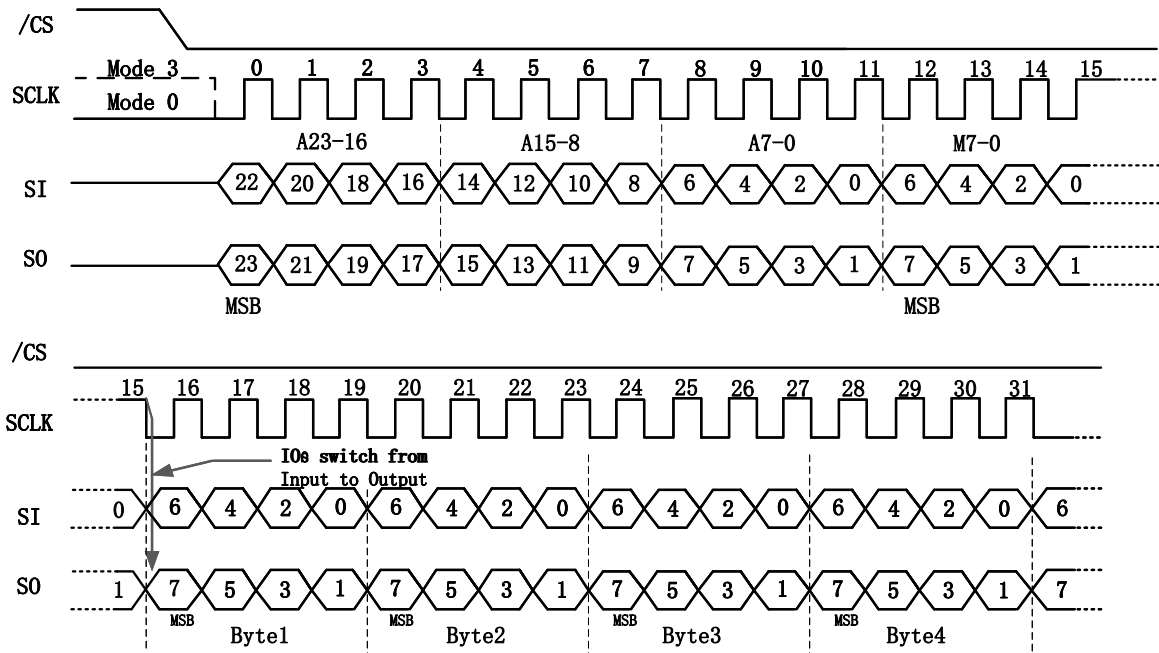 /CS
Mode 3 0 1 2 3 4 5 6 7 8 9 10 11 12 13 14 15
SCLK
Mode 0
A23-16 A15-8 A7-0 M7-0
SI 22 20 18 16 14 12 10 8 6 4 2 0 6 4 2 0
SO 23 21 19 17 15 13 11 9 7 5 3 1 7 5 3 1
MSB MSB
/CS
15 16 17 18 19 20 21 22 23 24 25 26 27 28 29 30 31
SCLK
IOs switch from
Input to Output
SI 0 6 4 2 0 6 4 2 0 6 4 2 0 6 4 2 0 6
SO 1 7 5 3 1 7 5 3 1 7 5 3 1 7 5 3 1 7
MSB MSB MSB MSB
Byte1 Byte2 Byte3 Byte4